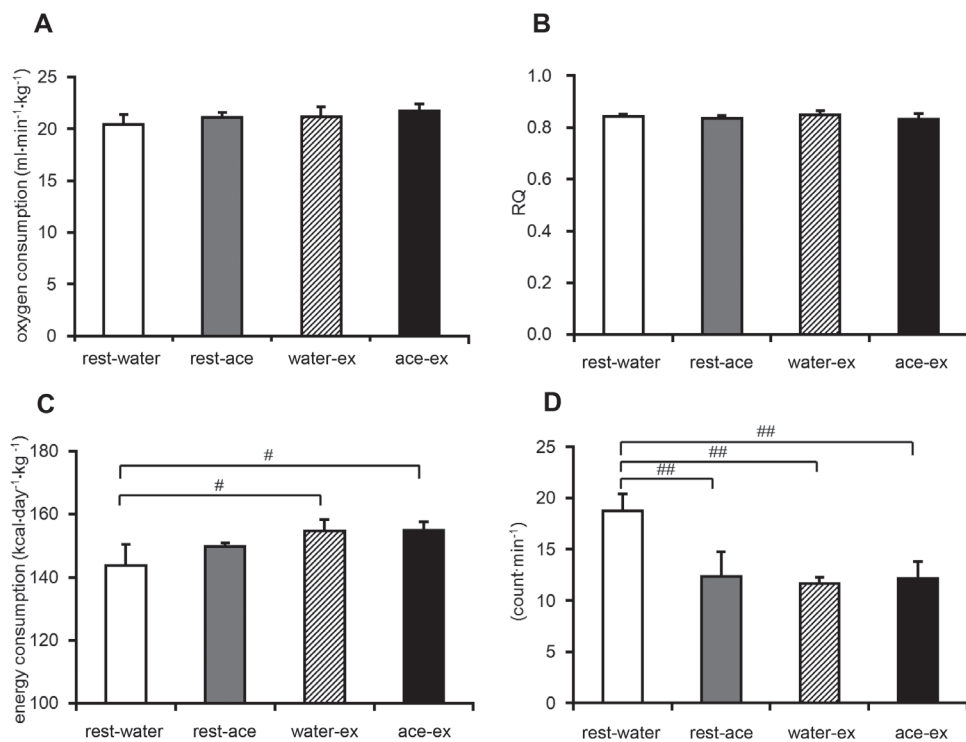 A
oxygen consumption (ml·min⁻¹·kg⁻¹)
25
20
15
10
5
0
rest-water rest-ace water-ex ace-ex
B
RQ
1.0
0.8
0.6
0.4
0.2
0.0
rest-water rest-ace water-ex ace-ex
C
energy consumption (kcal·day⁻¹·kg⁻¹)
180
160
140
120
100
#
#
rest-water rest-ace water-ex ace-ex
D
(count·min⁻¹)
25
20
15
10
5
0
##
##
##
rest-water rest-ace water-ex ace-ex